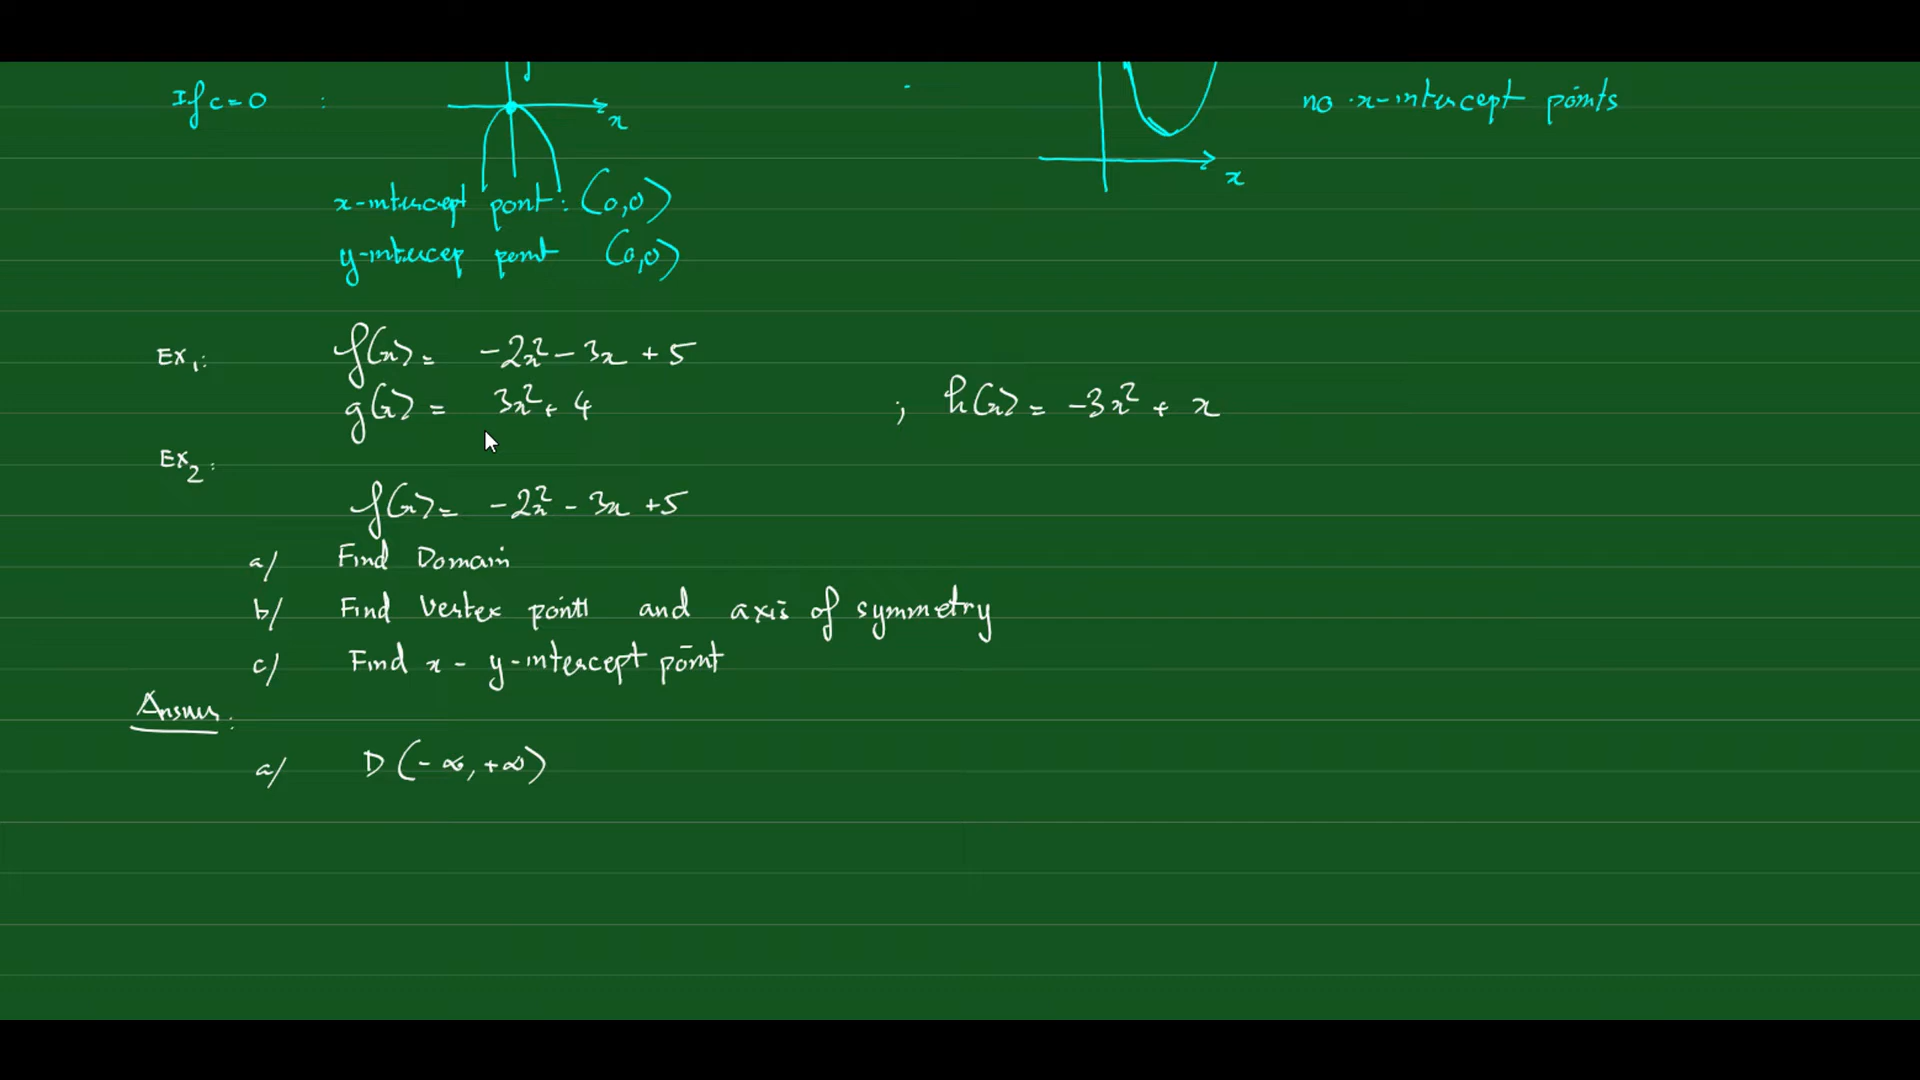 If c = 0 :
x
no x-intercept points
x
x-intercept point: (0,0)
y-intercep point (0,0)
Ex1: f(x) = -2x² - 3x + 5
g(x) = 3x² + 4 ; h(x) = -3x² + x
Ex2:
f(x) = -2x² - 3x + 5
a/ Find Domain
b/ Find Vertex point and axis of symmetry
c/ Find x - y-intercept point
Answer:
a/ D (-∞, +∞)